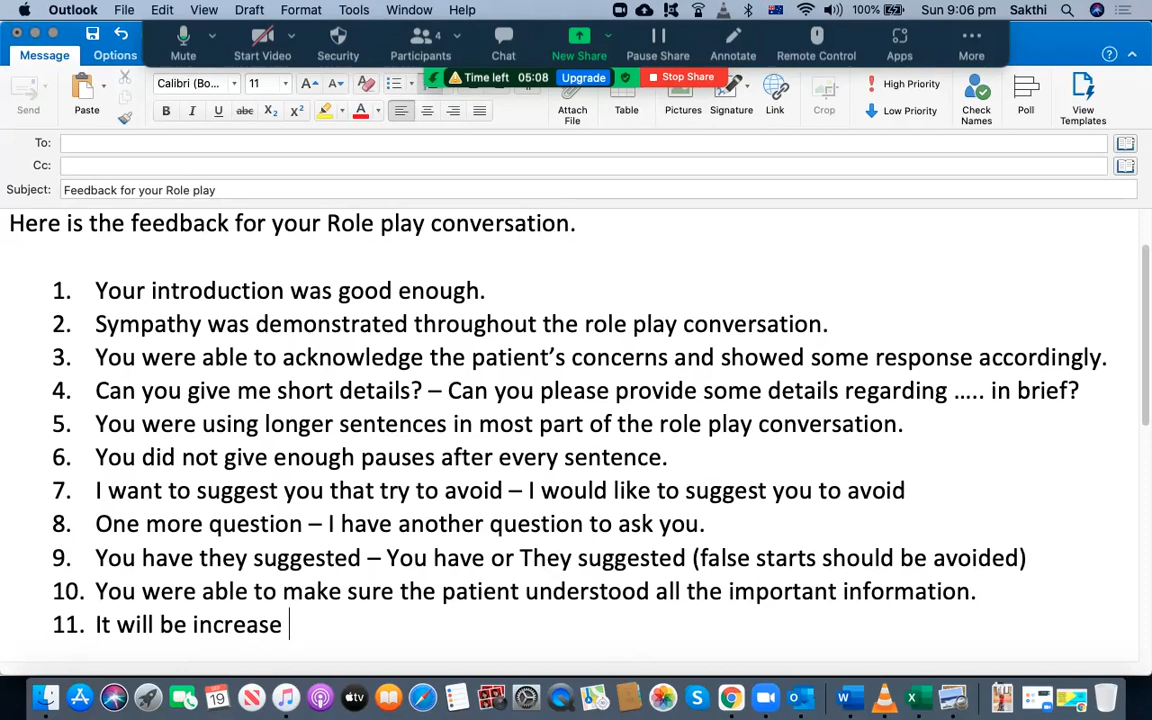 Outlook File Edit View Draft Format Tools Window Help 100% Sun 9:06 pm Sakthi
Mute Start Video Security Participants 4 Chat New Share Pause Share Annotate Remote Control Apps More
Message Options
Time left 05:08 Upgrade Stop Share
Send Paste Calibri (Bo... 11 A A Attach File Table Pictures Signature Link Crop High Priority Low Priority Check Names Poll View Templates
B I U abc X₂ X² A
To:
Cc:
Subject: Feedback for your Role play
Here is the feedback for your Role play conversation.
1. Your introduction was good enough.
2. Sympathy was demonstrated throughout the role play conversation.
3. You were able to acknowledge the patient’s concerns and showed some response accordingly.
4. Can you give me short details? – Can you please provide some details regarding ….. in brief?
5. You were using longer sentences in most part of the role play conversation.
6. You did not give enough pauses after every sentence.
7. I want to suggest you that try to avoid – I would like to suggest you to avoid
8. One more question – I have another question to ask you.
9. You have they suggested – You have or They suggested (false starts should be avoided)
10. You were able to make sure the patient understood all the important information.
11. It will be increase
19 tv